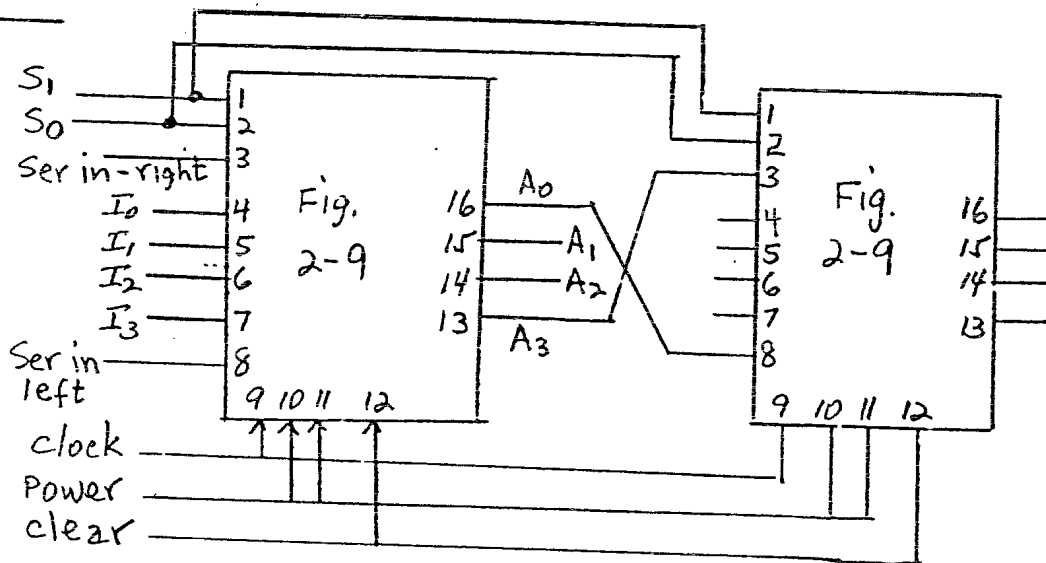 S1
1
1
S0
2
2
Ser in-right
3
3
I0
4
Fig.
16
A0
4
Fig.
16
I1
5
2-9
15
A1
5
2-9
15
I2
6
14
A2
6
14
I3
7
13
A3
7
13
Ser in
left
8
8
9 10 11 12
9 10 11 12
Clock
Power
clear